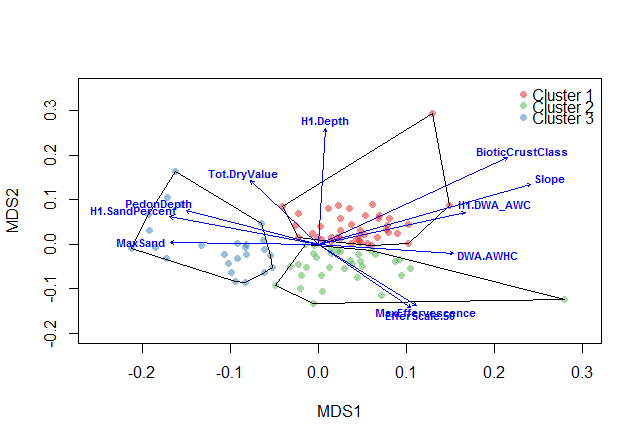 Cluster 1
Cluster 2
Cluster 3
H1.Depth
BioticCrustClass
Tot.DryValue
Slope
PedonDepth
H1.DWA_AWC
H1.SandPercent
MaxSand
DWA.AWHC
MaxEffervescence
EfferScale.50
MDS2
0.3
0.2
0.1
0.0
-0.1
-0.2
-0.2
-0.1
0.0
0.1
0.2
0.3
MDS1